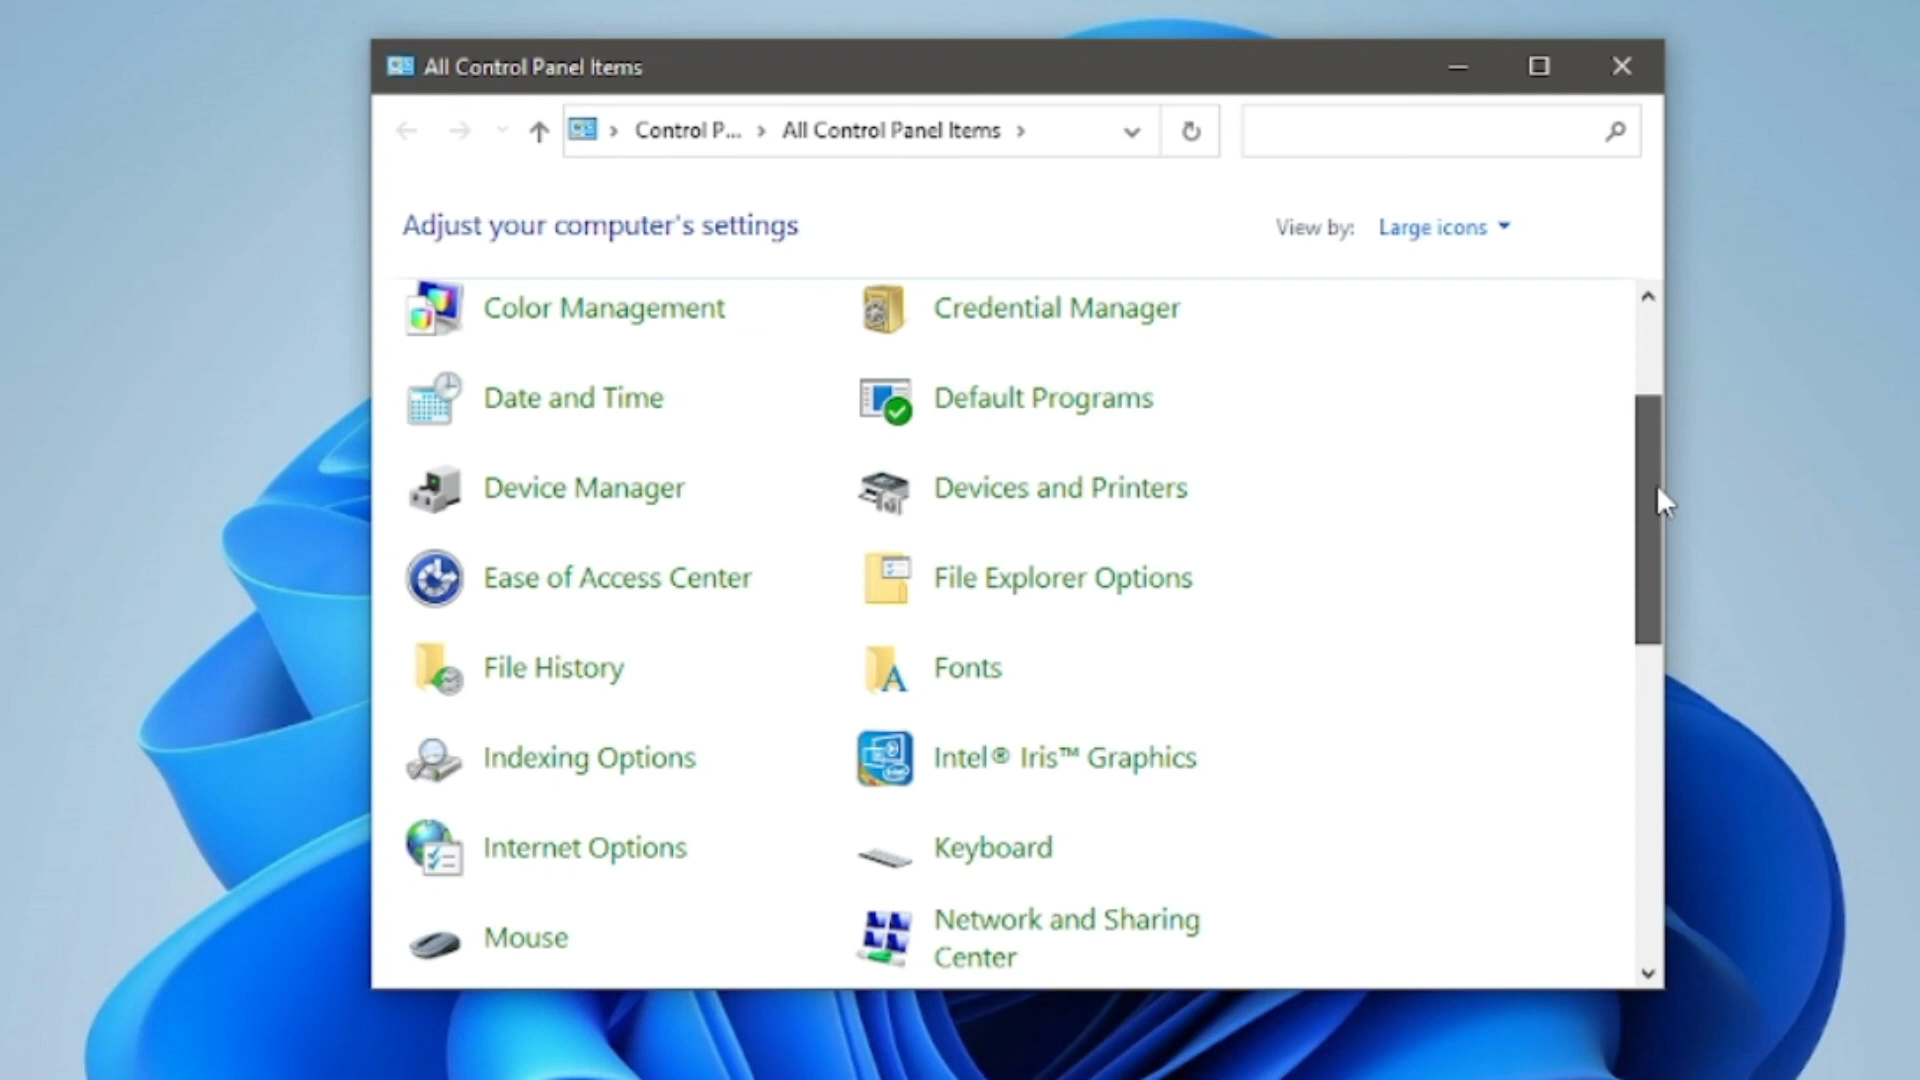 All Control Panel Items
Control P... All Control Panel Items
Adjust your computer's settings
View by: Large icons
Color Management
Credential Manager
Date and Time
Default Programs
Device Manager
Devices and Printers
Ease of Access Center
File Explorer Options
File History
Fonts
Indexing Options
Intel® Iris™ Graphics
Internet Options
Keyboard
Mouse
Network and Sharing
Center